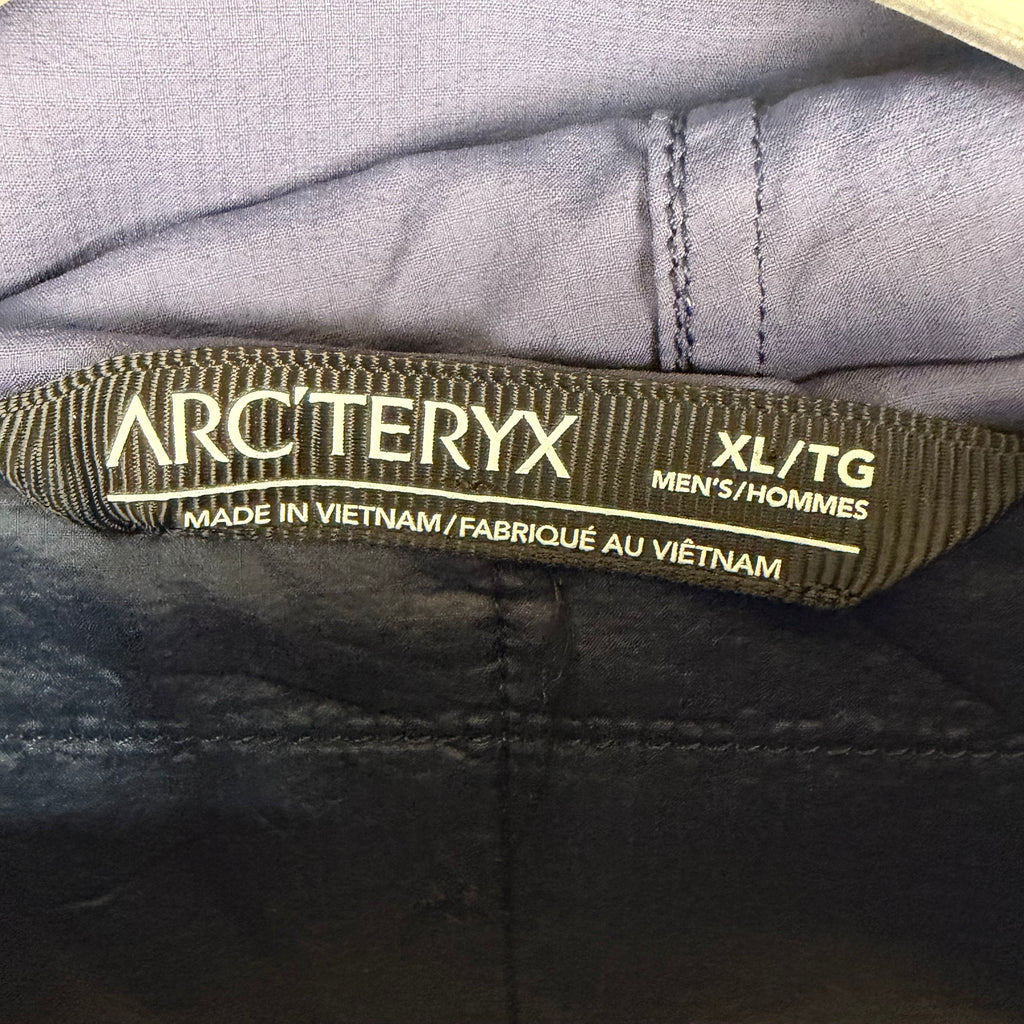 ARC'TERYX
XL/TG
MEN'S/HOMMES
MADE IN VIETNAM/FABRIQUÉ AU VIÊTNAM